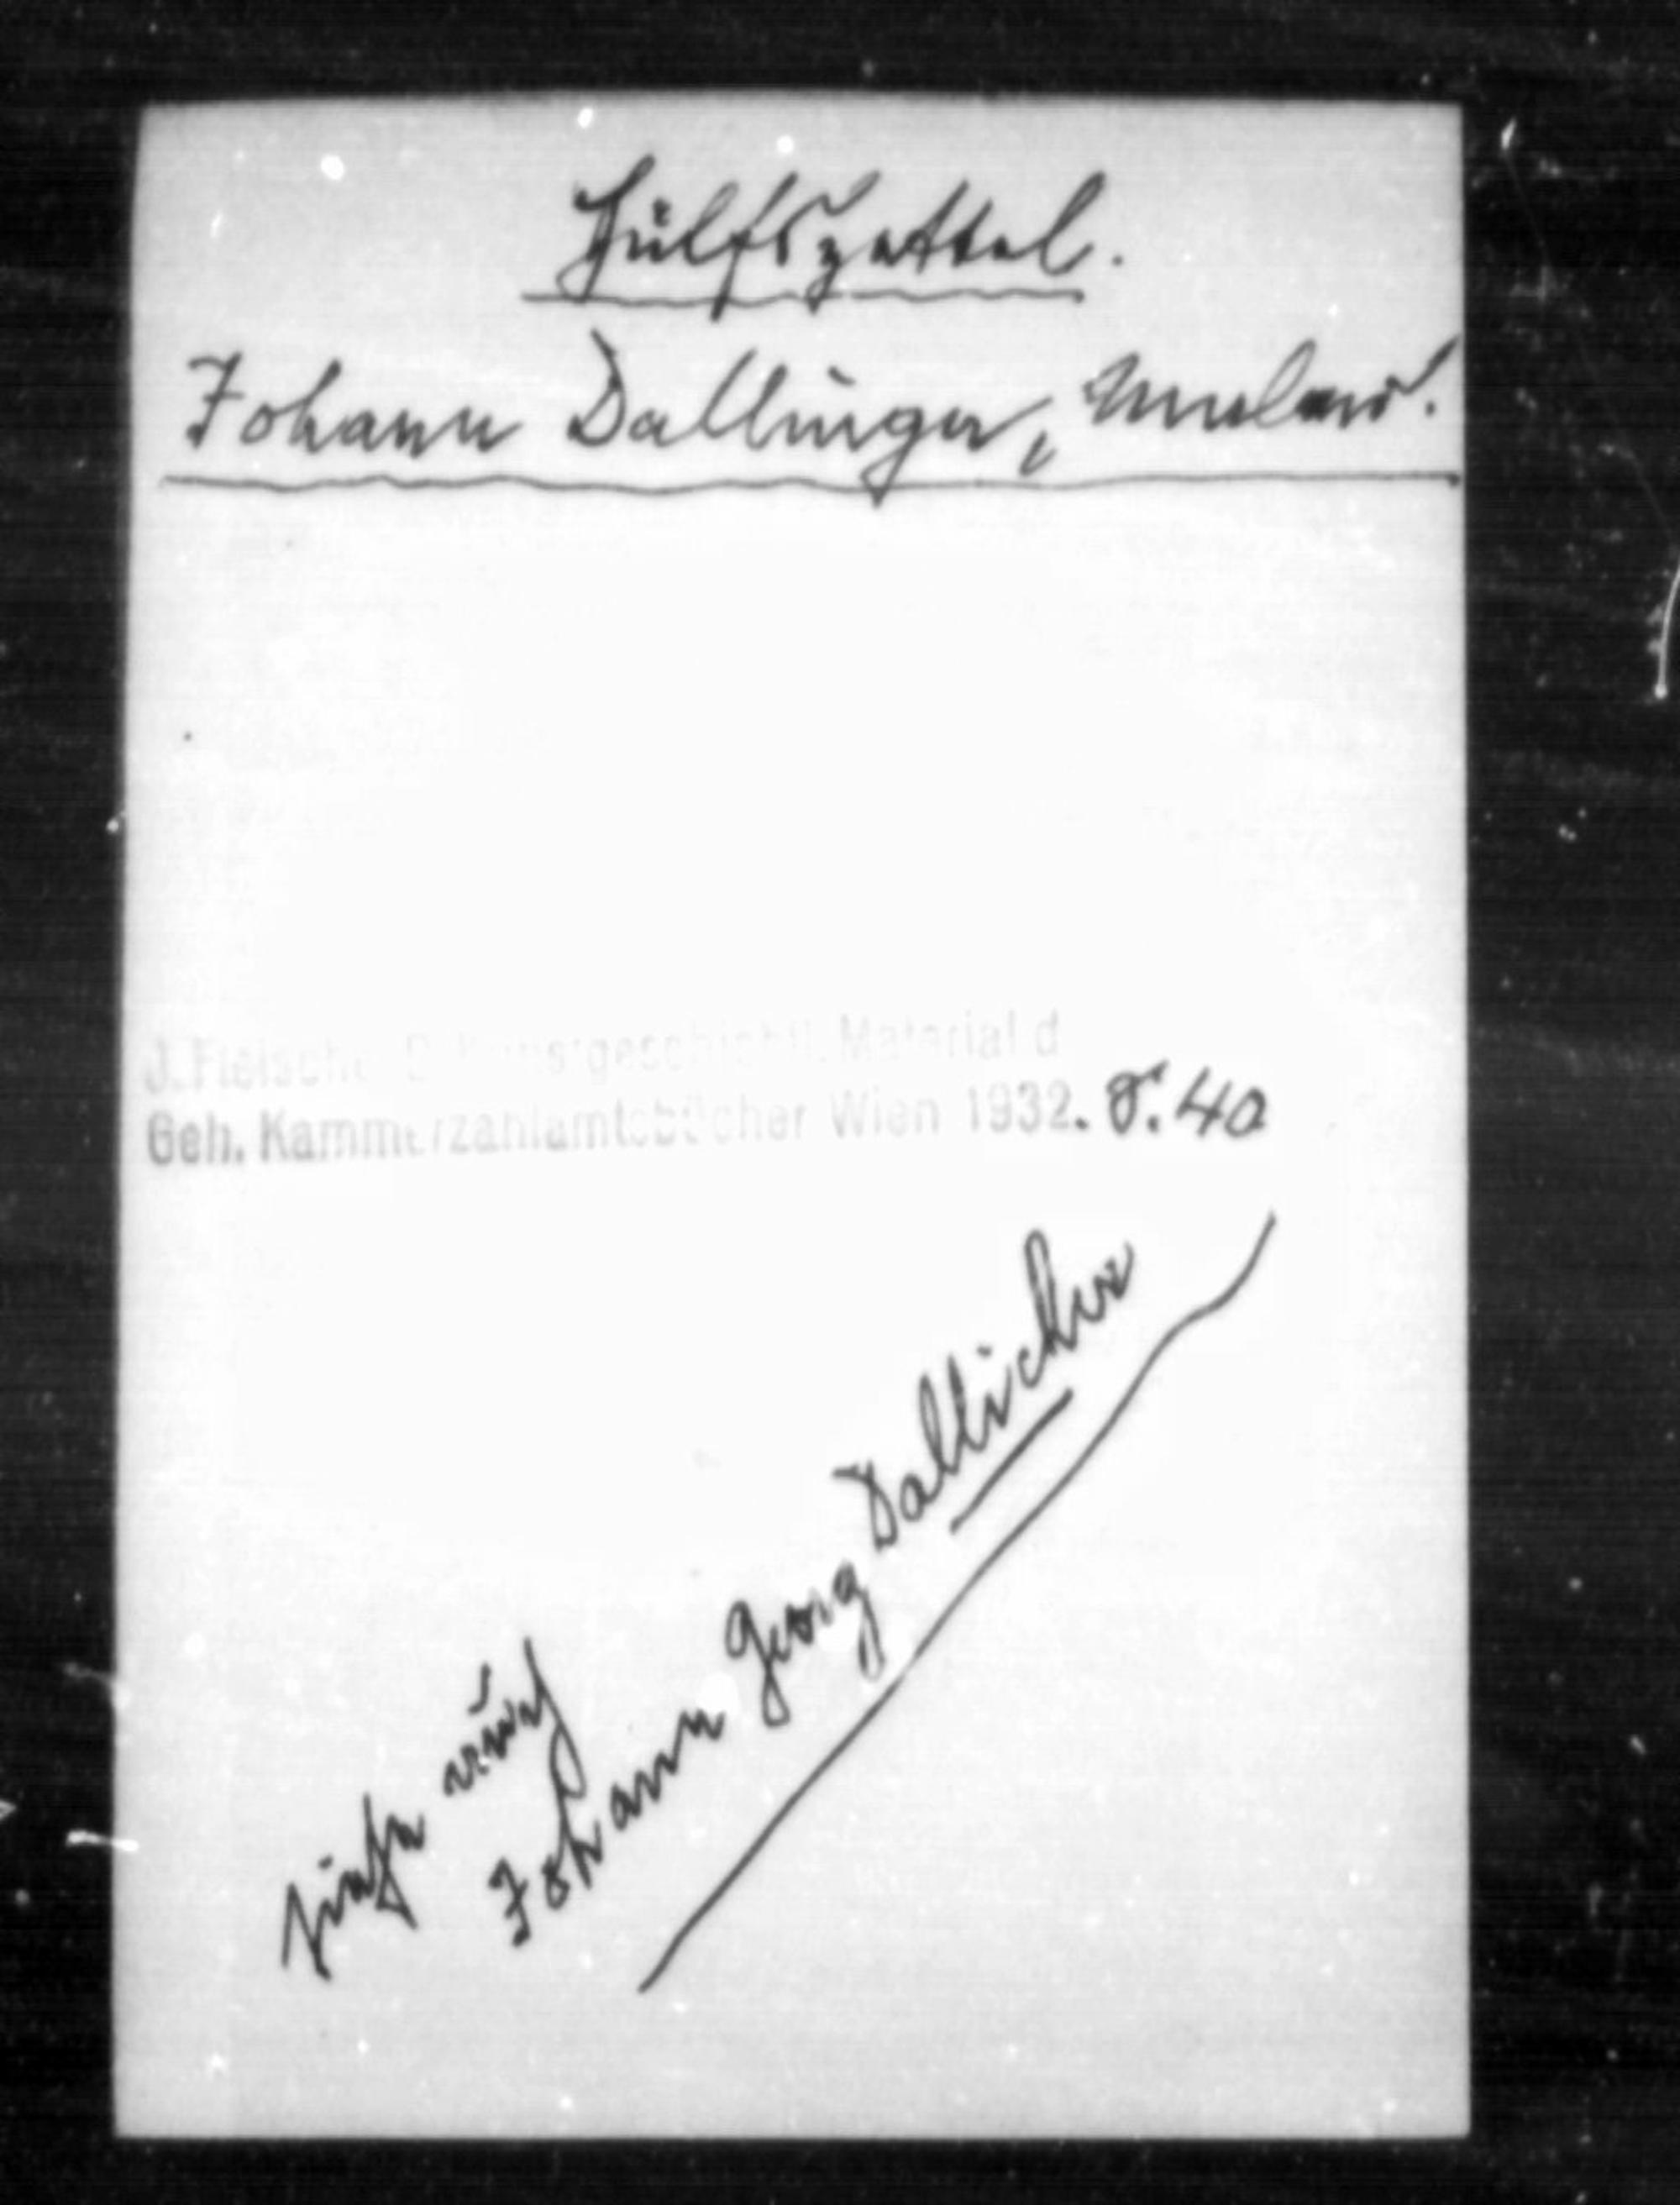 Hülfszettel.
Johann Dallinger, Maler.
J. Fleischer D. kunstgeschichtl. Material d
Geh. Kammerzahlamtsbücher Wien 1932. S. 40
siehe auch
Johann Georg Dallicher